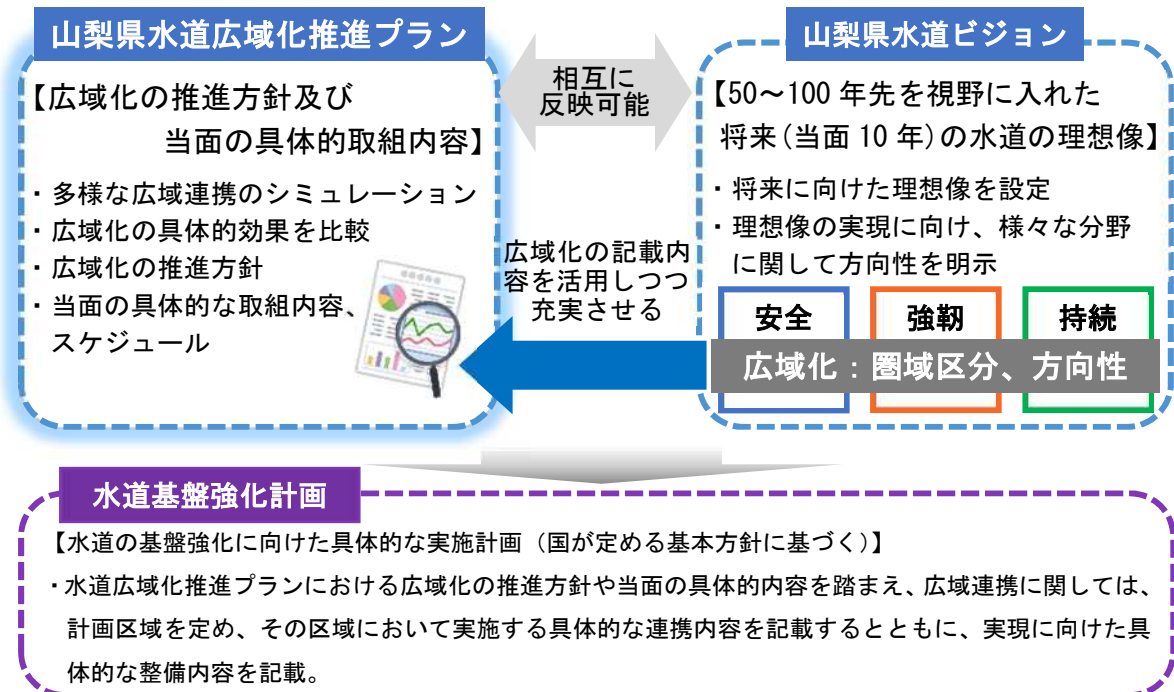 山梨県水道広域化推進プラン
【広域化の推進方針及び
当面の具体的取組内容】
・多様な広域連携のシミュレーション
・広域化の具体的効果を比較
・広域化の推進方針
・当面の具体的な取組内容、
スケジュール
相互に
反映可能
広域化の記載内
容を活用しつつ
充実させる
山梨県水道ビジョン
【50～100 年先を視野に入れた
将来(当面 10 年)の水道の理想像】
・将来に向けた理想像を設定
・理想像の実現に向け、様々な分野
に関して方向性を明示
安全
強靭
持続
広域化：圏域区分、方向性
水道基盤強化計画
【水道の基盤強化に向けた具体的な実施計画（国が定める基本方針に基づく）】
・水道広域化推進プランにおける広域化の推進方針や当面の具体的内容を踏まえ、広域連携に関しては、
計画区域を定め、その区域において実施する具体的な連携内容を記載するとともに、実現に向けた具
体的な整備内容を記載。